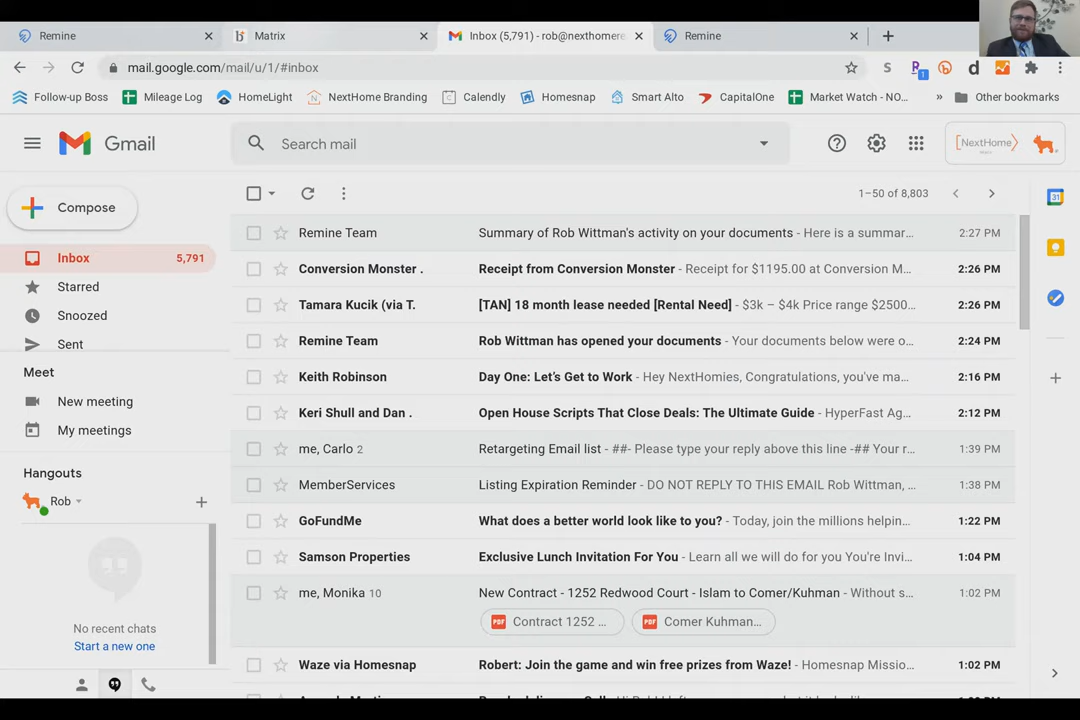 Remine
Matrix
Inbox (5,791) - rob@nexthomere
Remine
mail.google.com/mail/u/1/#inbox
Follow-up Boss
Mileage Log
HomeLight
NextHome Branding
Calendly
Homesnap
Smart Alto
CapitalOne
Market Watch - NO...
Other bookmarks
Gmail
Search mail
NextHome
1–50 of 8,803
31
Compose
Inbox 5,791
Starred
Snoozed
Sent
Meet
New meeting
My meetings
Hangouts
Rob
No recent chats
Start a new one
Remine Team Summary of Rob Wittman's activity on your documents - Here is a summar... 2:27 PM
Conversion Monster . Receipt from Conversion Monster - Receipt for $1195.00 at Conversion M... 2:26 PM
Tamara Kucik (via T. [TAN] 18 month lease needed [Rental Need] - $3k – $4k Price range $2500... 2:26 PM
Remine Team Rob Wittman has opened your documents - Your documents below were o... 2:24 PM
Keith Robinson Day One: Let's Get to Work - Hey NextHomies, Congratulations, you've ma... 2:16 PM
Keri Shull and Dan . Open House Scripts That Close Deals: The Ultimate Guide - HyperFast Ag... 2:12 PM
me, Carlo 2 Retargeting Email list - ##- Please type your reply above this line -## Your r... 1:39 PM
MemberServices Listing Expiration Reminder - DO NOT REPLY TO THIS EMAIL Rob Wittman, ... 1:38 PM
GoFundMe What does a better world look like to you? - Today, join the millions helpin... 1:22 PM
Samson Properties Exclusive Lunch Invitation For You - Learn all we will do for you You're Invi... 1:04 PM
me, Monika 10 New Contract - 1252 Redwood Court - Islam to Comer/Kuhman - Without s... 1:02 PM
PDF Contract 1252 ...
PDF Comer Kuhman...
Waze via Homesnap Robert: Join the game and win free prizes from Waze! - Homesnap Missio... 1:02 PM